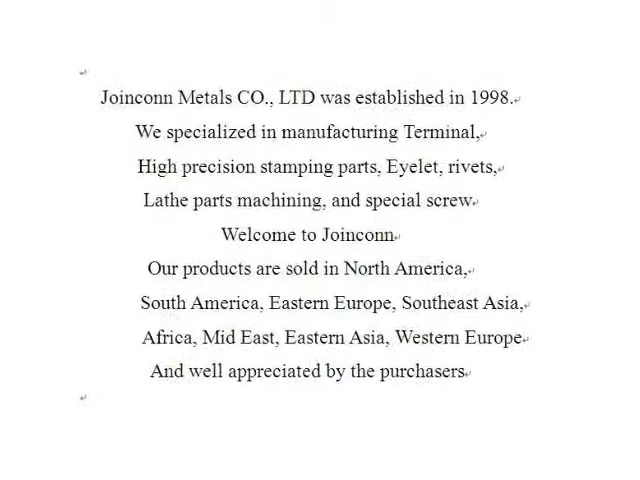 Joinconn Metals CO., LTD was established in 1998.
We specialized in manufacturing Terminal,
High precision stamping parts, Eyelet, rivets,
Lathe parts machining, and special screw
Welcome to Joinconn
Our products are sold in North America,
South America, Eastern Europe, Southeast Asia,
Africa, Mid East, Eastern Asia, Western Europe
And well appreciated by the purchasers